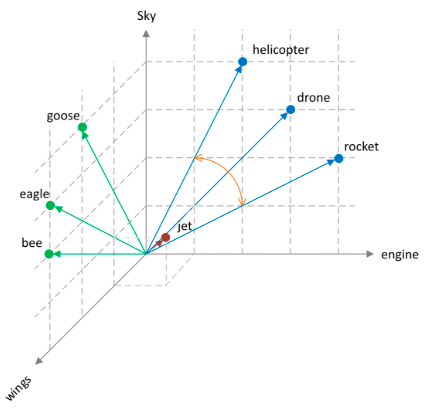 Sky
helicopter
drone
goose
rocket
eagle
jet
bee
engine
wings